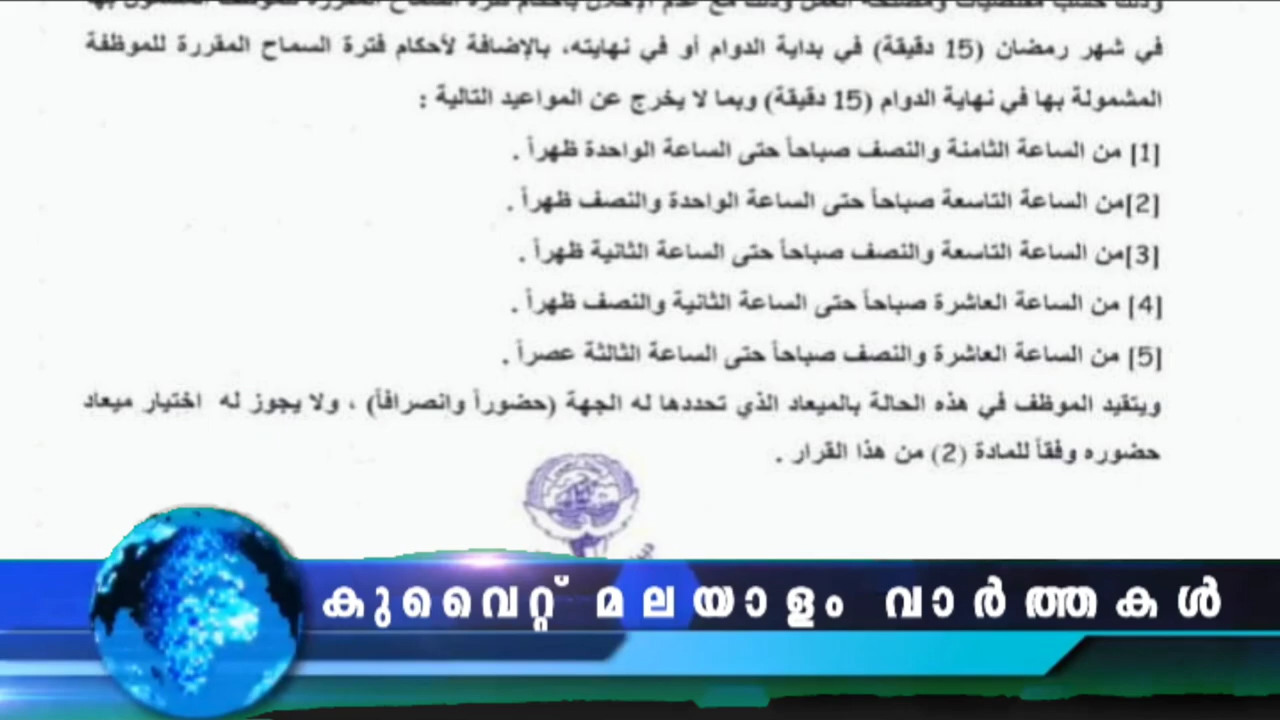 في شهر رمضان (15 دقيقة) في بداية الدوام أو في نهايته، بالإضافة لأحكام فترة السماح المقررة للموظفة
المشمولة بها في نهاية الدوام (15 دقيقة) وبما لا يخرج عن المواعيد التالية :
[1] من الساعة الثامنة والنصف صباحاً حتى الساعة الواحدة ظهراً .
[2]من الساعة التاسعة صباحاً حتى الساعة الواحدة والنصف ظهراً .
[3]من الساعة التاسعة والنصف صباحاً حتى الساعة الثانية ظهراً .
[4] من الساعة العاشرة صباحاً حتى الساعة الثانية والنصف ظهراً .
[5] من الساعة العاشرة والنصف صباحاً حتى الساعة الثالثة عصراً .
ويتقيد الموظف في هذه الحالة بالميعاد الذي تحددها له الجهة (حضوراً وانصرافاً) ، ولا يجوز له اختيار ميعاد
حضوره وفقاً للمادة (2) من هذا القرار .
കുവൈറ്റ് മലയാളം വാർത്തകൾ